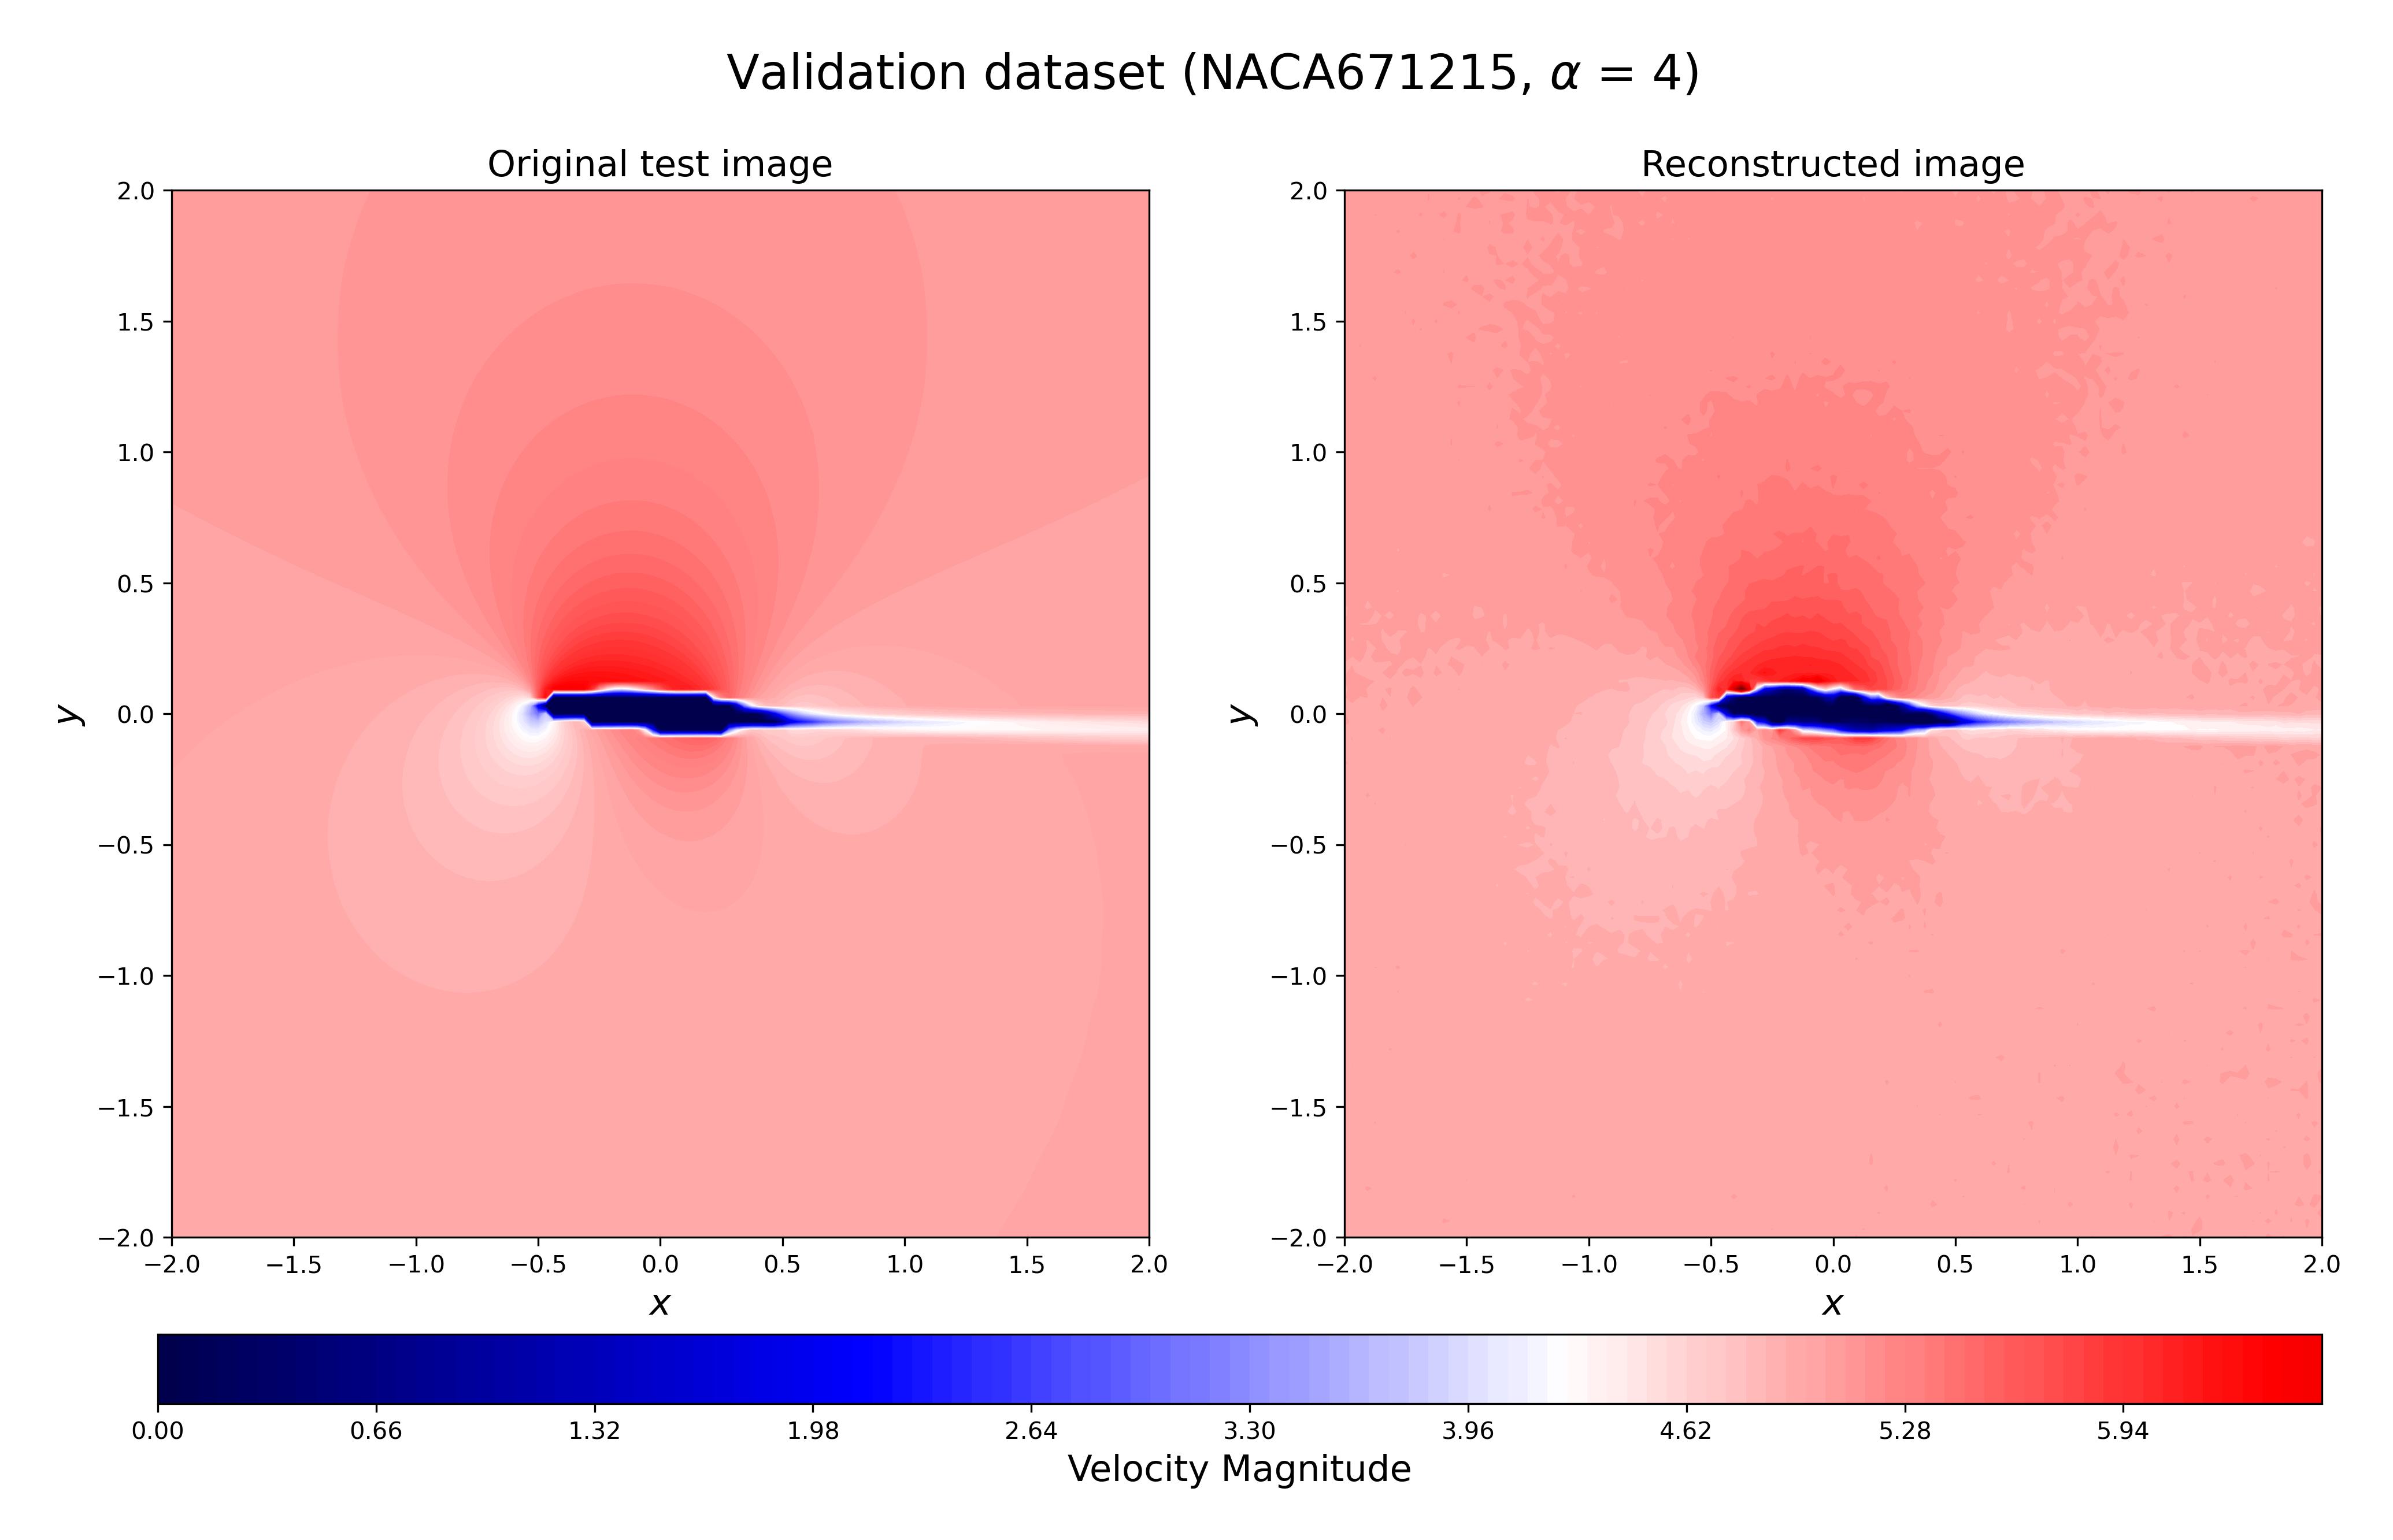 Validation dataset (NACA671215, α = 4)
Original test image
2.0
1.5
1.0
0.5
0.0
−0.5
−1.0
−1.5
−2.0
y
−2.0 −1.5 −1.0 −0.5 0.0 0.5 1.0 1.5 2.0
x
Reconstructed image
2.0
1.5
1.0
0.5
0.0
−0.5
−1.0
−1.5
−2.0
y
−2.0 −1.5 −1.0 −0.5 0.0 0.5 1.0 1.5 2.0
x
0.00 0.66 1.32 1.98 2.64 3.30 3.96 4.62 5.28 5.94
Velocity Magnitude